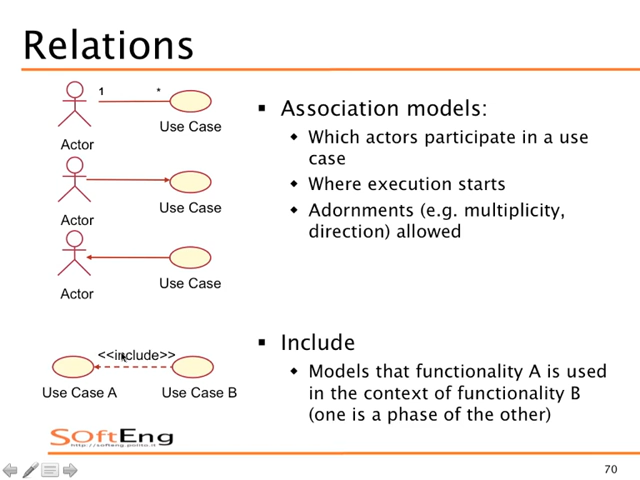 Relations
1 *
Use Case
Actor
Use Case
Actor
Use Case
Actor
<<include>>
Use Case A Use Case B
▪ Association models:
◆ Which actors participate in a use
case
◆ Where execution starts
◆ Adornments (e.g. multiplicity,
direction) allowed
▪ Include
◆ Models that functionality A is used
in the context of functionality B
(one is a phase of the other)
SOftEng
http://softeng.polito.it
70